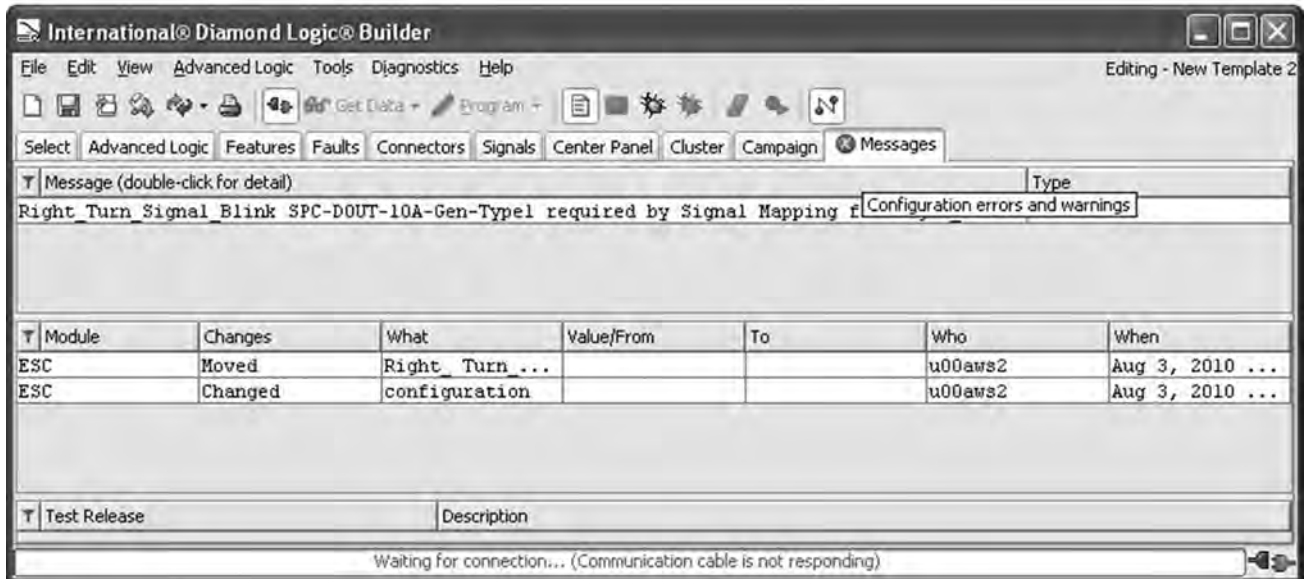 International® Diamond Logic® Builder
File Edit View Advanced Logic Tools Diagnostics Help Editing - New Template 2
Get Data Program
Select Advanced Logic Features Faults Connectors Signals Center Panel Cluster Campaign Messages
Message (double-click for detail) Type
Right_Turn_Signal_Blink SPC-DOUT-10A-Gen-Type1 required by Signal Mapping
Configuration errors and warnings
Module Changes What Value/From To Who When
ESC Moved Right_ Turn_... u00aws2 Aug 3, 2010 ...
ESC Changed configuration u00aws2 Aug 3, 2010 ...
Test Release Description
Waiting for connection... (Communication cable is not responding)